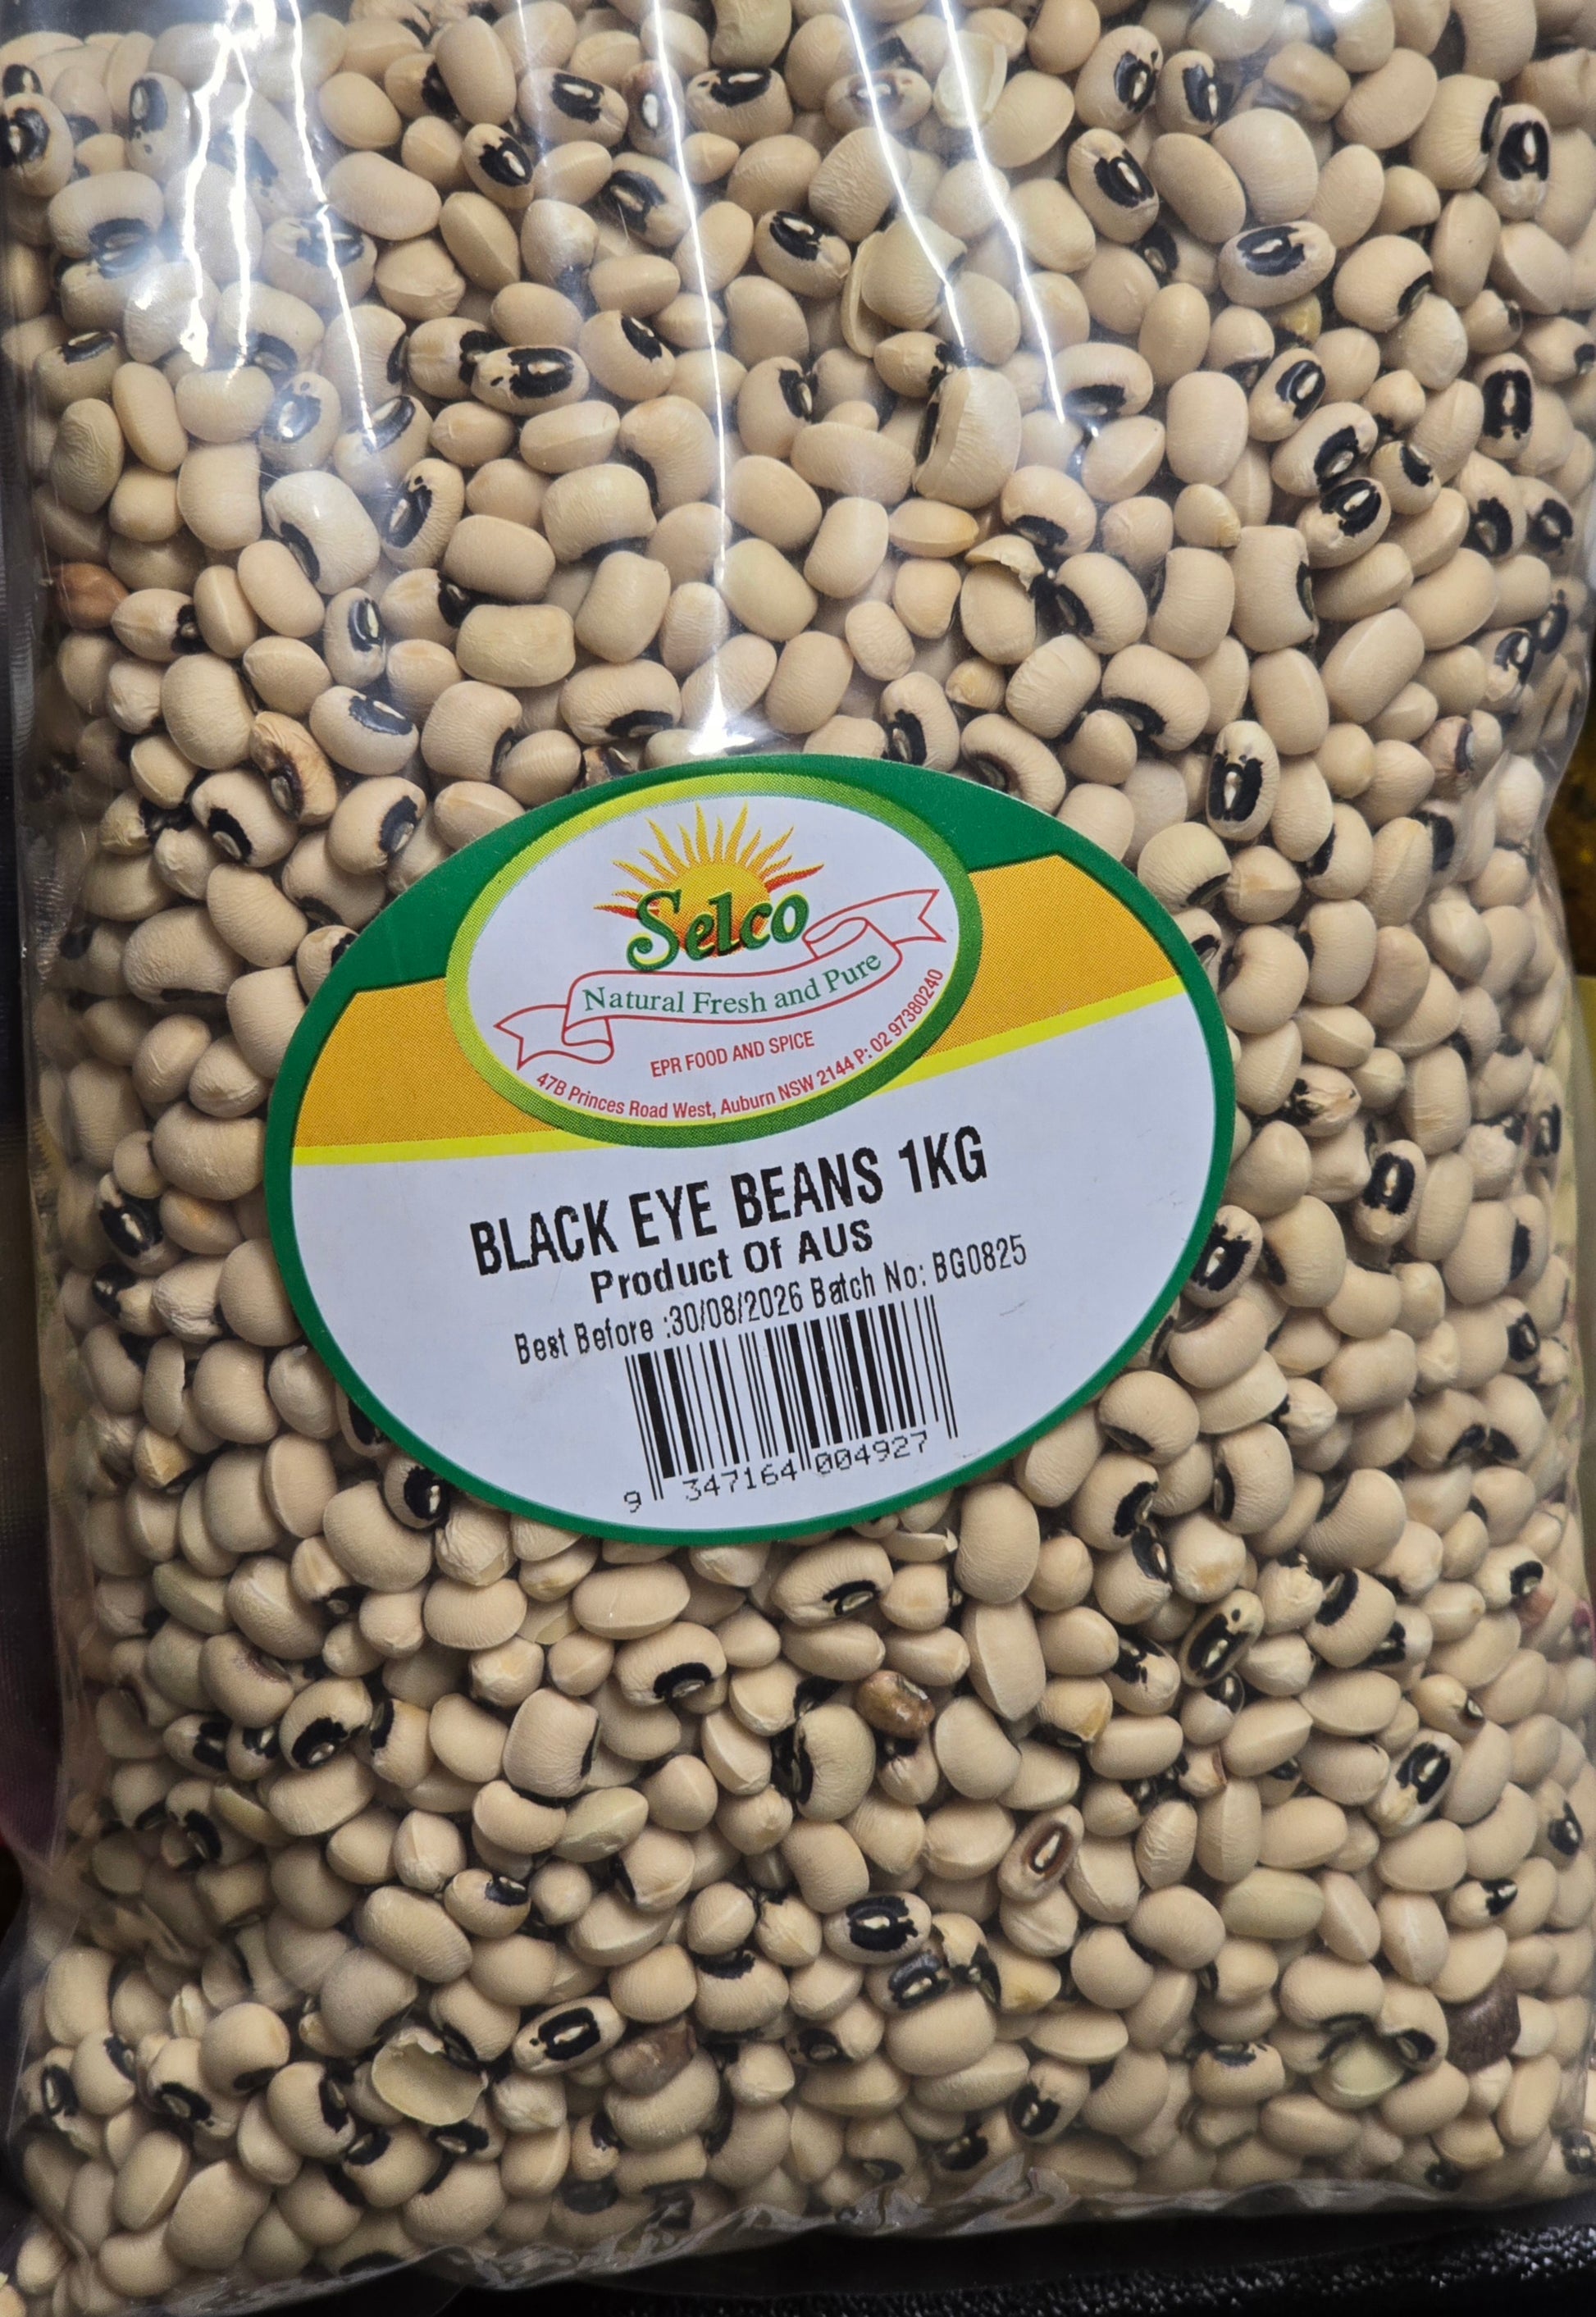 Selco
Natural Fresh and Pure
EPR FOOD AND SPICE
47B Princes Road West, Auburn NSW 2144 P: 02 97380240
BLACK EYE BEANS 1KG
Product Of AUS
Best Before :30/08/2026 Batch No: BG0825
9 347164 004927